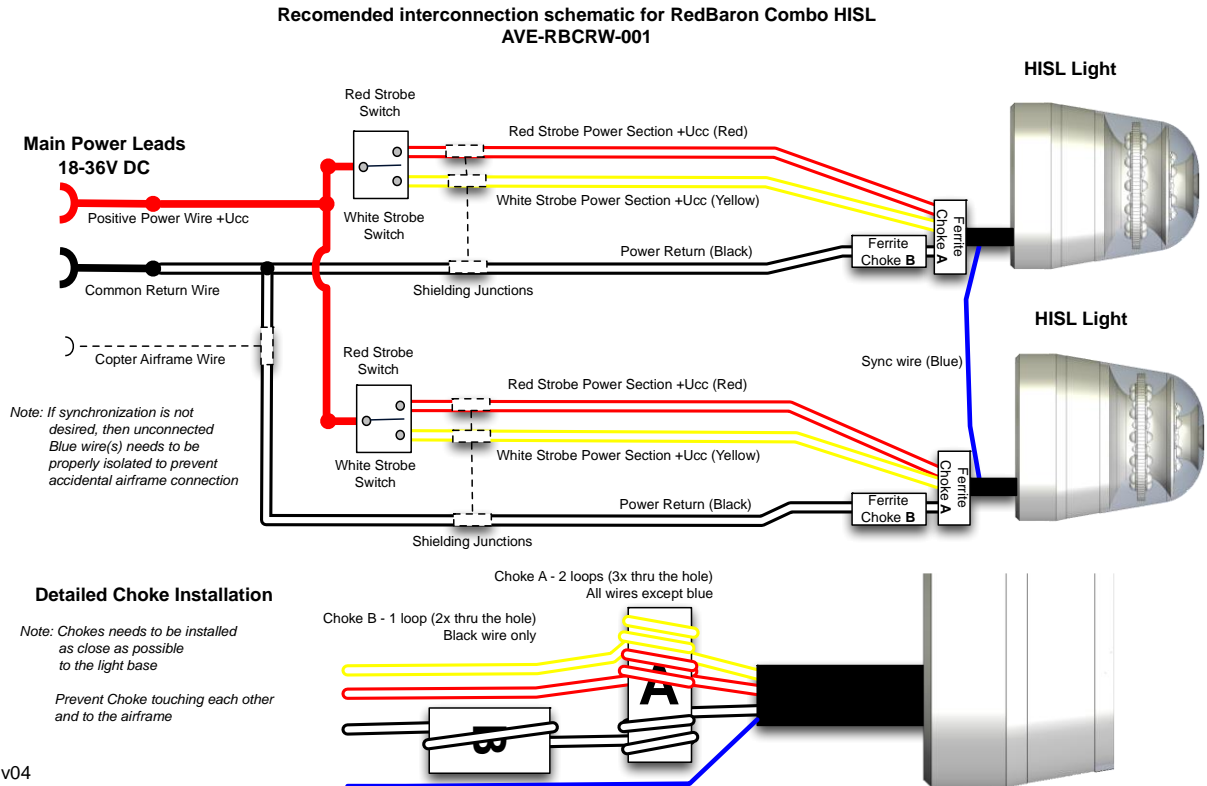 Recomended interconnection schematic for RedBaron Combo HISL
AVE-RBCRW-001
HISL Light
Red Strobe
Switch
Main Power Leads
18-36V DC
Red Strobe Power Section +Ucc (Red)
White Strobe Power Section +Ucc (Yellow)
Positive Power Wire +Ucc
White Strobe
Switch
Ferrite
Choke A
Power Return (Black)
Ferrite
Choke B
Common Return Wire
Shielding Junctions
HISL Light
Copter Airframe Wire
Red Strobe
Switch
Sync wire (Blue)
Red Strobe Power Section +Ucc (Red)
Note: If synchronization is not
desired, then unconnected
Blue wire(s) needs to be
properly isolated to prevent
accidental airframe connection
White Strobe Power Section +Ucc (Yellow)
White Strobe
Switch
Ferrite
Choke A
Power Return (Black)
Ferrite
Choke B
Shielding Junctions
Detailed Choke Installation
Choke A - 2 loops (3x thru the hole)
All wires except blue
Choke B - 1 loop (2x thru the hole)
Black wire only
Note: Chokes needs to be installed
as close as possible
to the light base
Prevent Choke touching each other
and to the airframe
A
B
v04